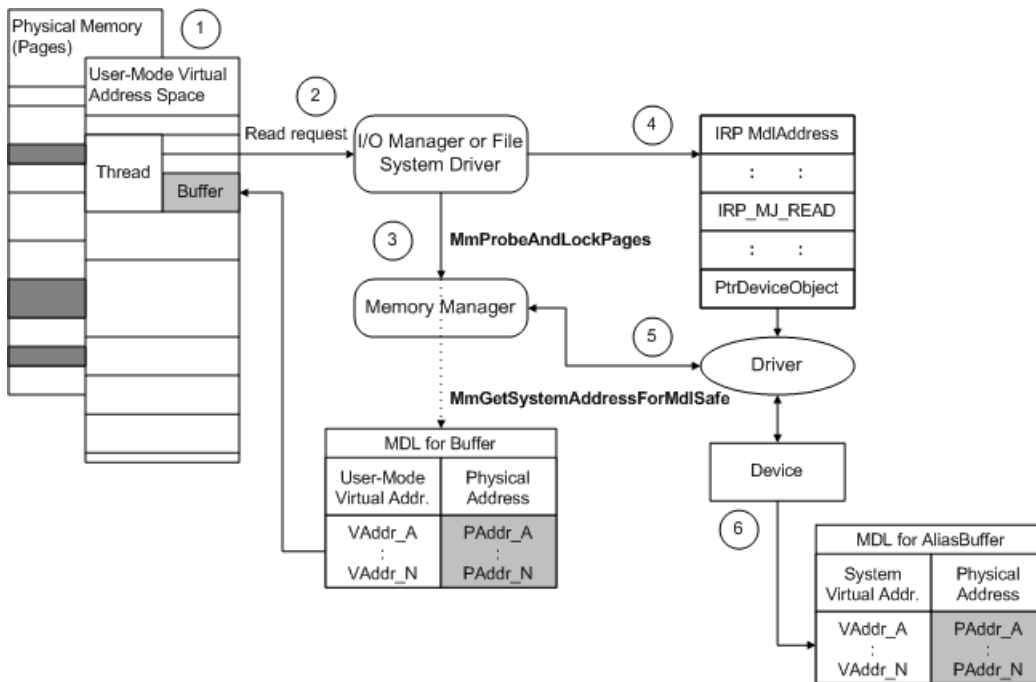 Physical Memory
(Pages)
1
User-Mode Virtual
Address Space
2
Read request
Thread
Buffer
I/O Manager or File
System Driver
4
IRP MdlAddress
: :
IRP_MJ_READ
: :
PtrDeviceObject
3
MmProbeAndLockPages
Memory Manager
5
Driver
MmGetSystemAddressForMdlSafe
MDL for Buffer
User-Mode
Virtual Addr.
Physical
Address
VAddr_A
:
VAddr_N
PAddr_A
:
PAddr_N
Device
6
MDL for AliasBuffer
System
Virtual Addr.
Physical
Address
VAddr_A
:
VAddr_N
PAddr_A
:
PAddr_N